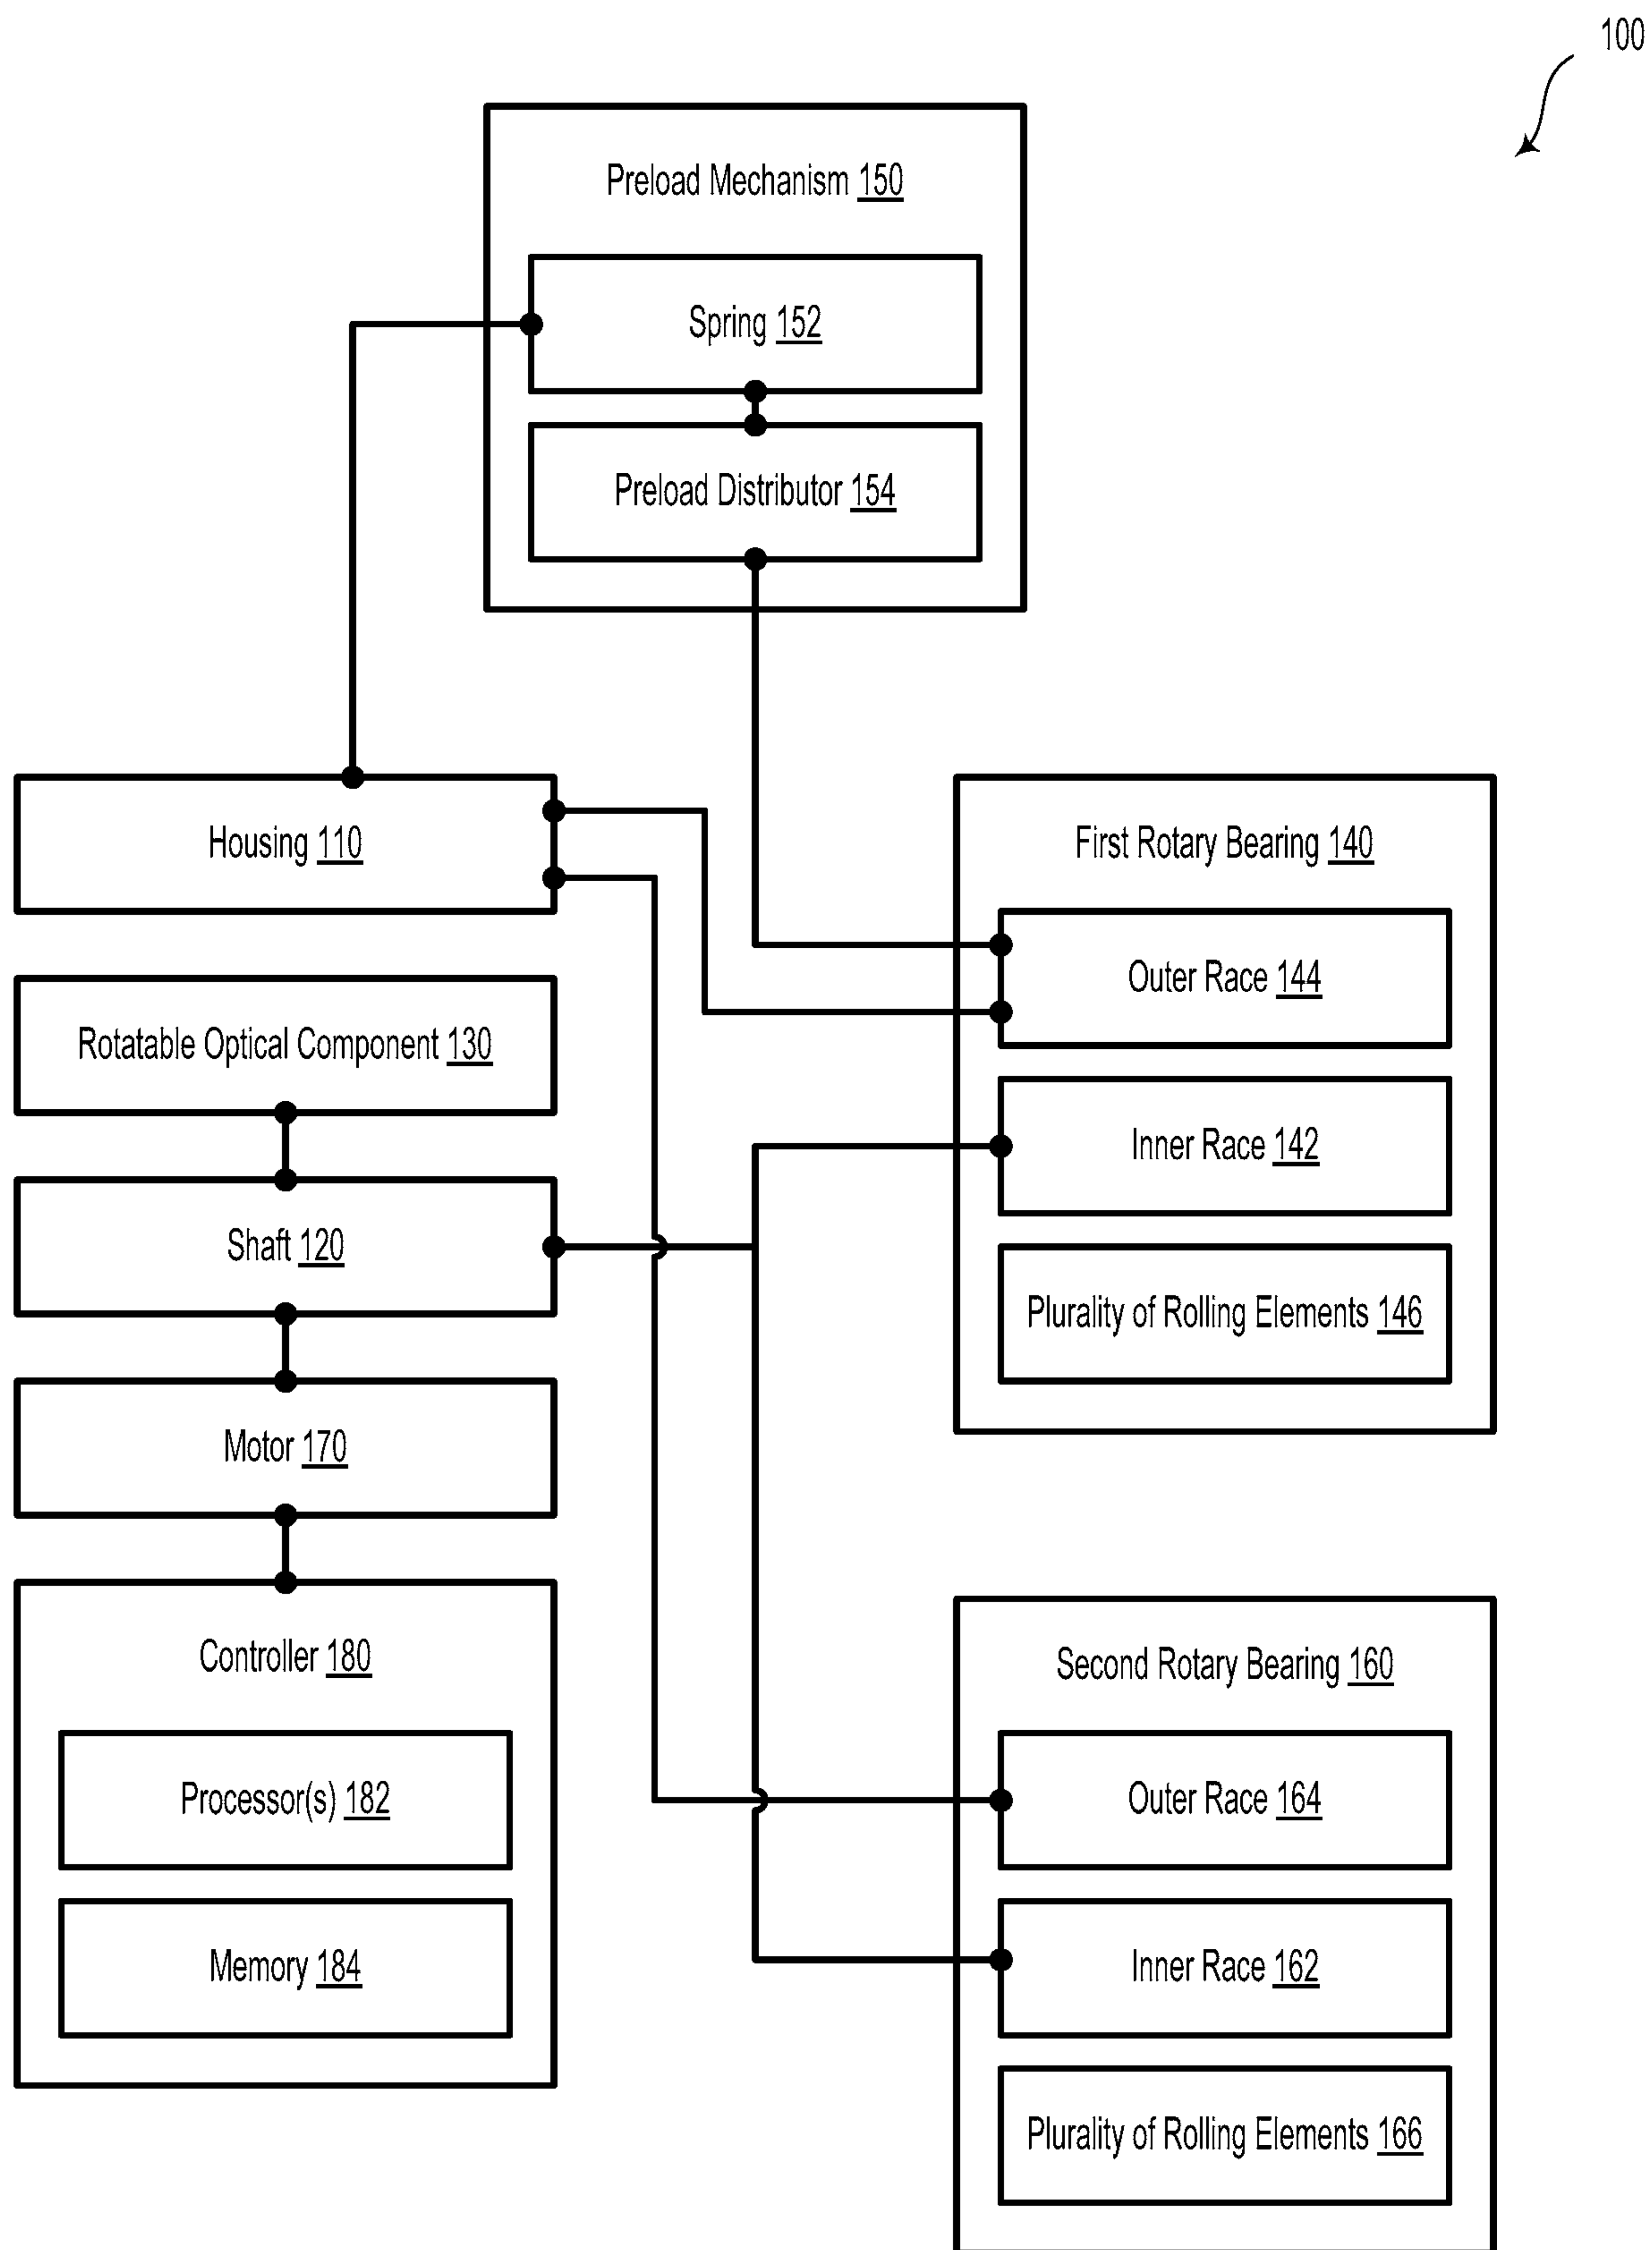 100
Preload Mechanism 150
Spring 152
Preload Distributor 154
Housing 110
First Rotary Bearing 140
Outer Race 144
Rotatable Optical Component 130
Inner Race 142
Shaft 120
Plurality of Rolling Elements 146
Motor 170
Controller 180
Second Rotary Bearing 160
Processor(s) 182
Outer Race 164
Memory 184
Inner Race 162
Plurality of Rolling Elements 166